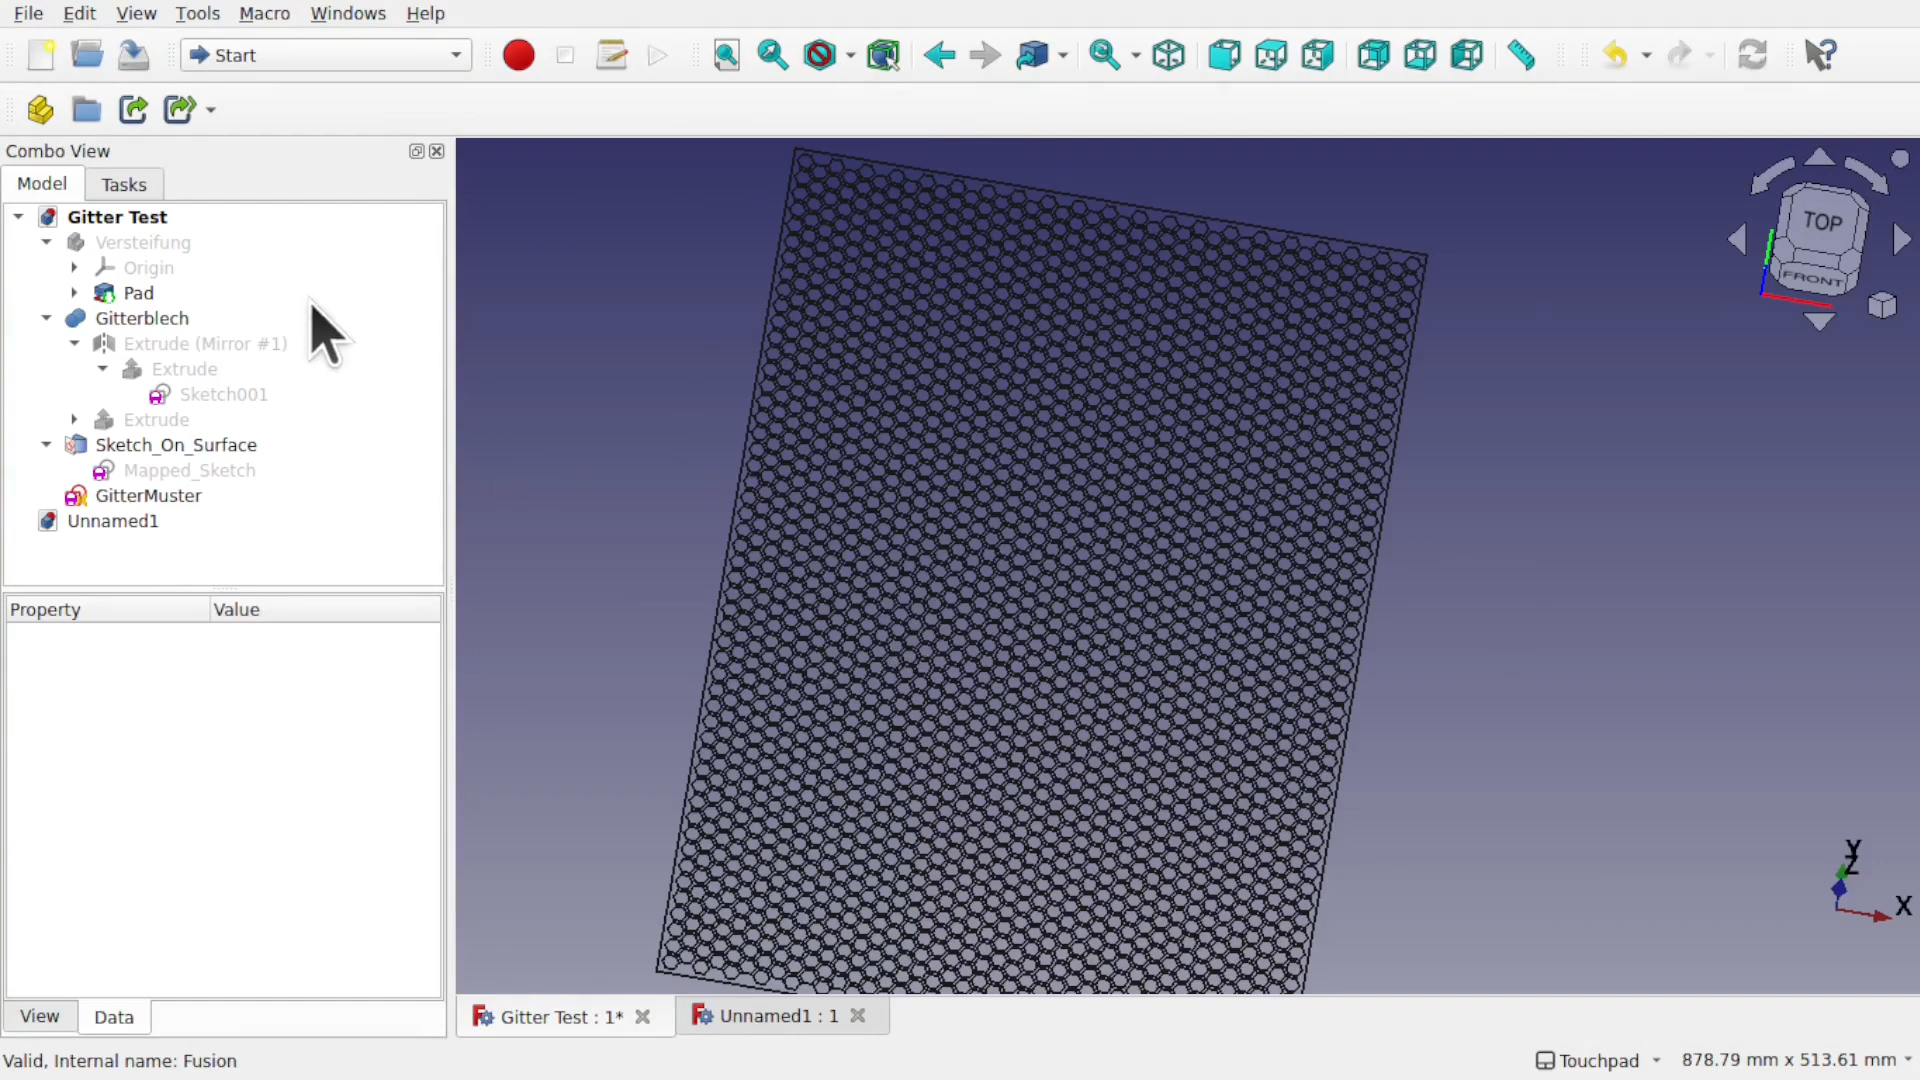 File Edit View Tools Macro Windows Help
Start
Combo View
Model Tasks
Gitter Test
Versteifung
Origin
Pad
Gitterblech
Extrude (Mirror #1)
Extrude
Sketch001
Extrude
Sketch_On_Surface
Mapped_Sketch
GitterMuster
Unnamed1
Property Value
View Data
TOP
FRONT
Y
Z
X
Gitter Test : 1* Unnamed1 : 1
Valid, Internal name: Fusion
Touchpad 878.79 mm x 513.61 mm